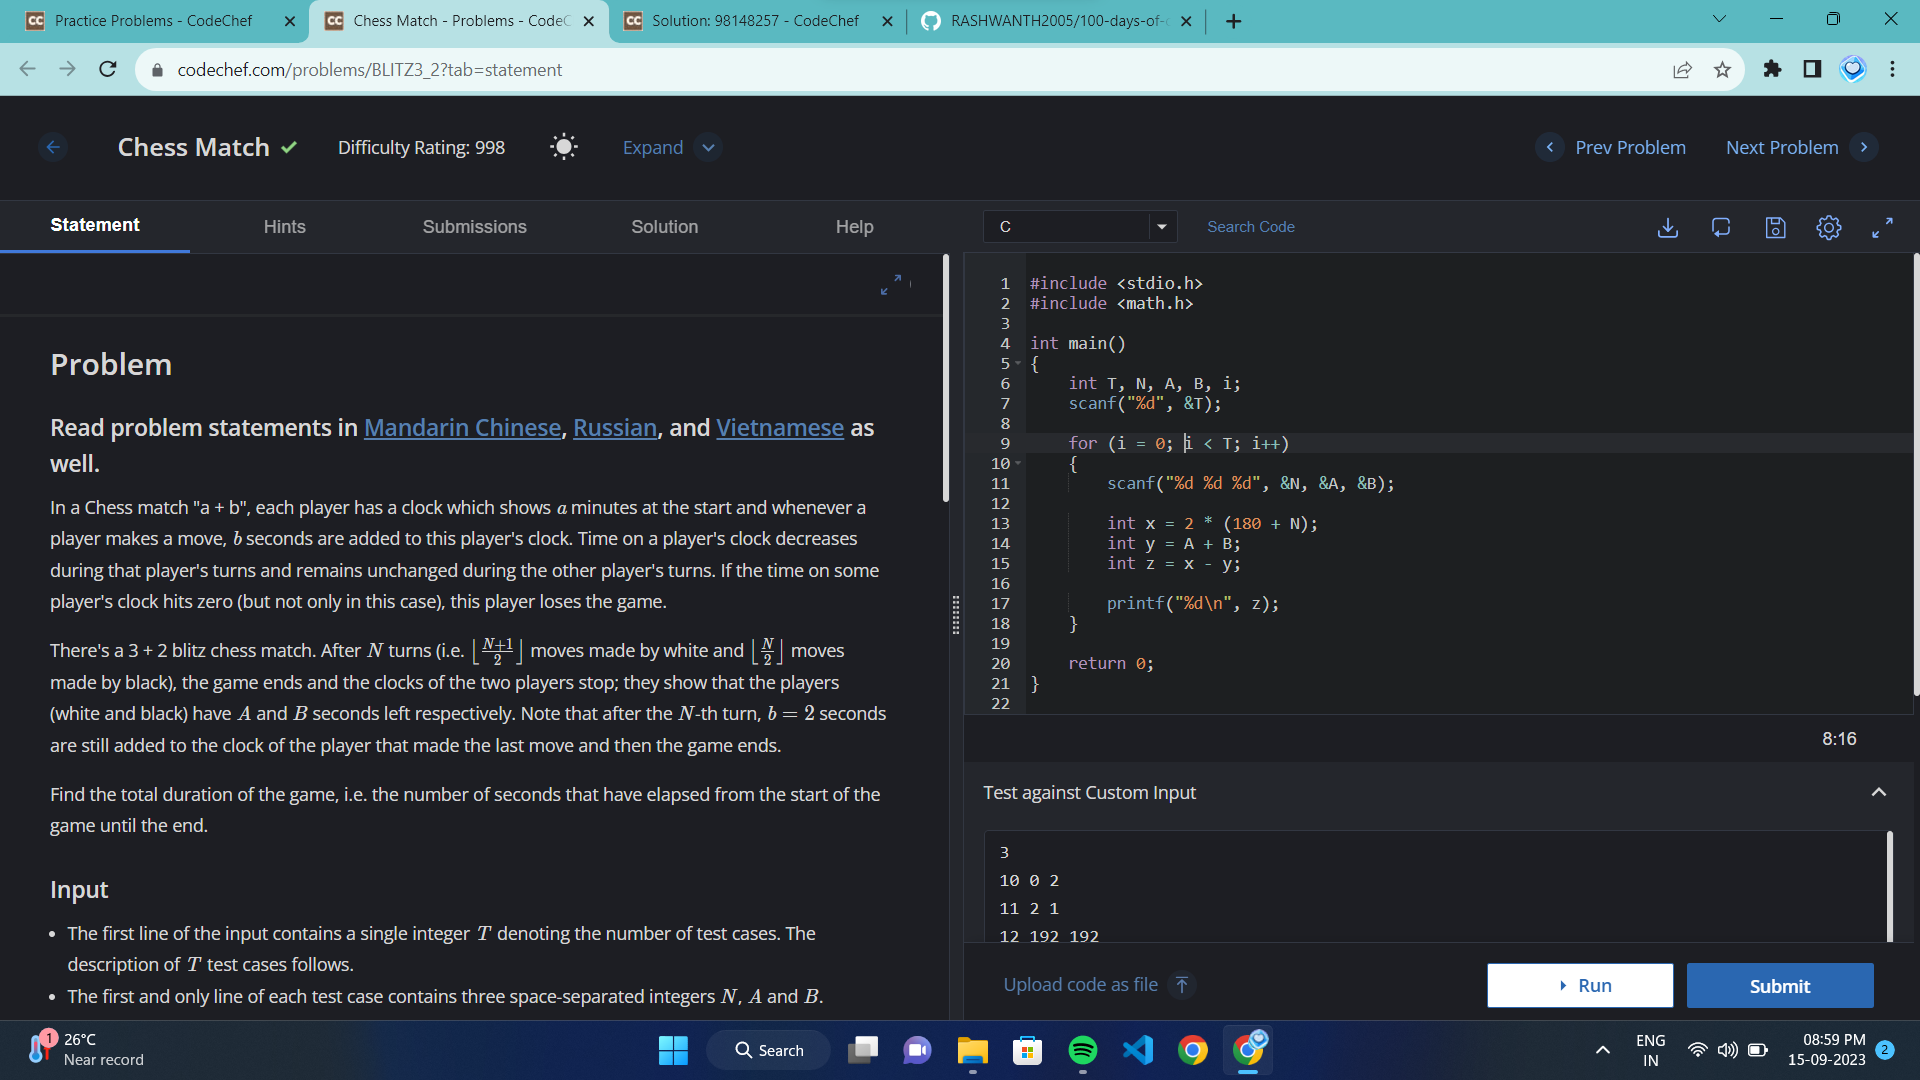 Practice Problems - CodeChef
Chess Match - Problems - CodeC
Solution: 98148257 - CodeChef
RASHWANTH2005/100-days-of-c
codechef.com/problems/BLITZ3_2?tab=statement
Chess Match
Difficulty Rating: 998
Expand
Prev Problem
Next Problem
Statement
Hints
Submissions
Solution
Help
C
Search Code
Problem
Read problem statements in Mandarin Chinese, Russian, and Vietnamese as
well.
In a Chess match "a + b", each player has a clock which shows a minutes at the start and whenever a
player makes a move, b seconds are added to this player's clock. Time on a player's clock decreases
during that player's turns and remains unchanged during the other player's turns. If the time on some
player's clock hits zero (but not only in this case), this player loses the game.
There's a 3 + 2 blitz chess match. After N turns (i.e. ⌊(N+1)/2⌋ moves made by white and ⌊N/2⌋ moves
made by black), the game ends and the clocks of the two players stop; they show that the players
(white and black) have A and B seconds left respectively. Note that after the N-th turn, b = 2 seconds
are still added to the clock of the player that made the last move and then the game ends.
Find the total duration of the game, i.e. the number of seconds that have elapsed from the start of the
game until the end.
Input
• The first line of the input contains a single integer T denoting the number of test cases. The
description of T test cases follows.
• The first and only line of each test case contains three space-separated integers N, A and B.
1 #include <stdio.h>
2 #include <math.h>
3
4 int main()
5 {
6 int T, N, A, B, i;
7 scanf("%d", &T);
8
9 for (i = 0; i < T; i++)
10 {
11 scanf("%d %d %d", &N, &A, &B);
12
13 int x = 2 * (180 + N);
14 int y = A + B;
15 int z = x - y;
16
17 printf("%d\n", z);
18 }
19
20 return 0;
21 }
22
8:16
Test against Custom Input
3
10 0 2
11 2 1
12 192 192
Upload code as file
Run
Submit
1
26°C
Near record
Search
ENG
IN
08:59 PM
15-09-2023
2